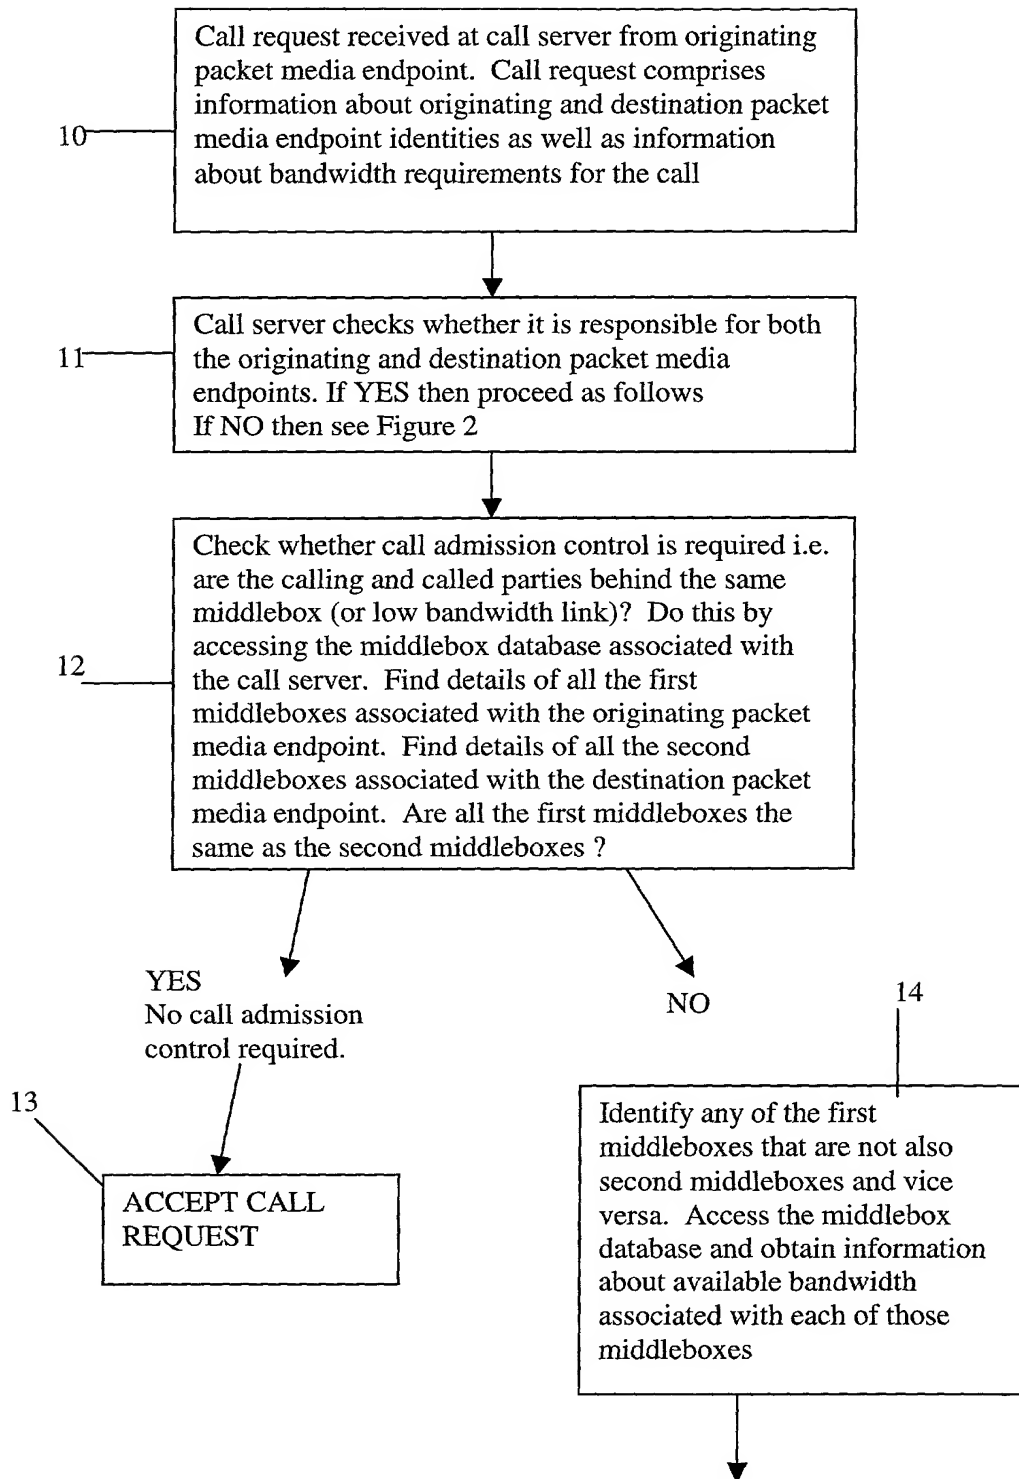 Call request received at call server from originating
packet media endpoint. Call request comprises
information about originating and destination packet
media endpoint identities as well as information
about bandwidth requirements for the call
10
Call server checks whether it is responsible for both
the originating and destination packet media
endpoints. If YES then proceed as follows
If NO then see Figure 2
11
Check whether call admission control is required i.e.
are the calling and called parties behind the same
middlebox (or low bandwidth link)? Do this by
accessing the middlebox database associated with
the call server. Find details of all the first
middleboxes associated with the originating packet
media endpoint. Find details of all the second
middleboxes associated with the destination packet
media endpoint. Are all the first middleboxes the
same as the second middleboxes ?
12
YES
No call admission
control required.
NO
14
13
ACCEPT CALL
REQUEST
Identify any of the first
middleboxes that are not also
second middleboxes and vice
versa. Access the middlebox
database and obtain information
about available bandwidth
associated with each of those
middleboxes